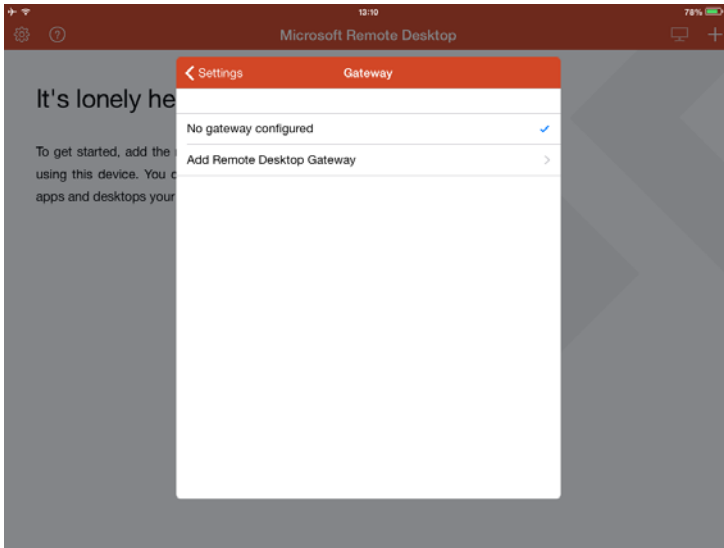 13:10
78%
Microsoft Remote Desktop
Settings
Gateway
It's lonely he
No gateway configured
To get started, add the
Add Remote Desktop Gateway
using this device. You
apps and desktops your